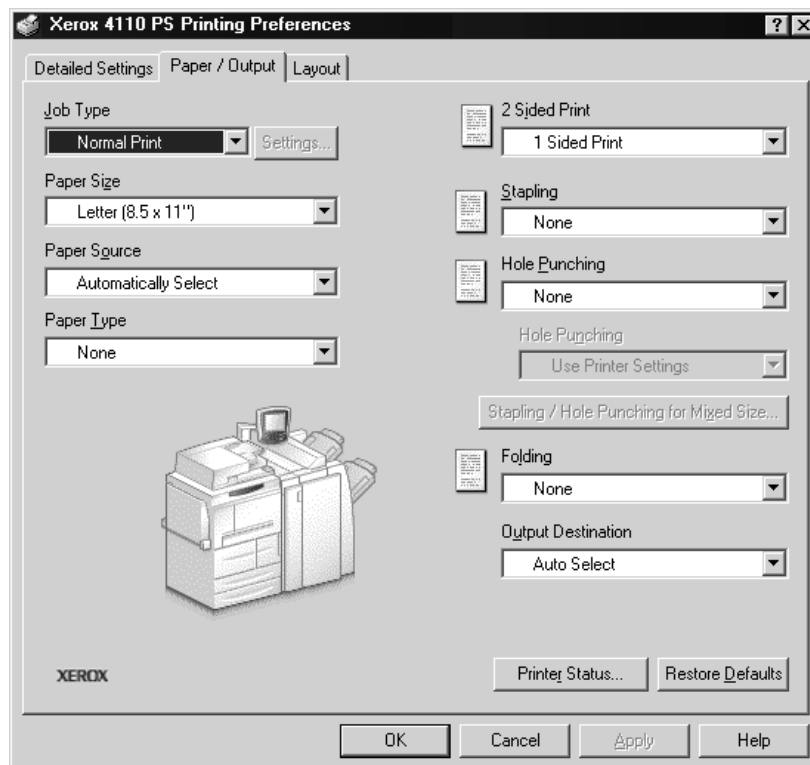 Xerox 4110 PS Printing Preferences
Detailed Settings
Paper / Output
Layout
Job Type
Normal Print
Settings...
Paper Size
Letter (8.5 x 11")
Paper Source
Automatically Select
Paper Type
None
2 Sided Print
1 Sided Print
Stapling
None
Hole Punching
None
Hole Punching
Use Printer Settings
Stapling / Hole Punching for Mixed Size...
Folding
None
Output Destination
Auto Select
XEROX
Printer Status...
Restore Defaults
OK
Cancel
Apply
Help